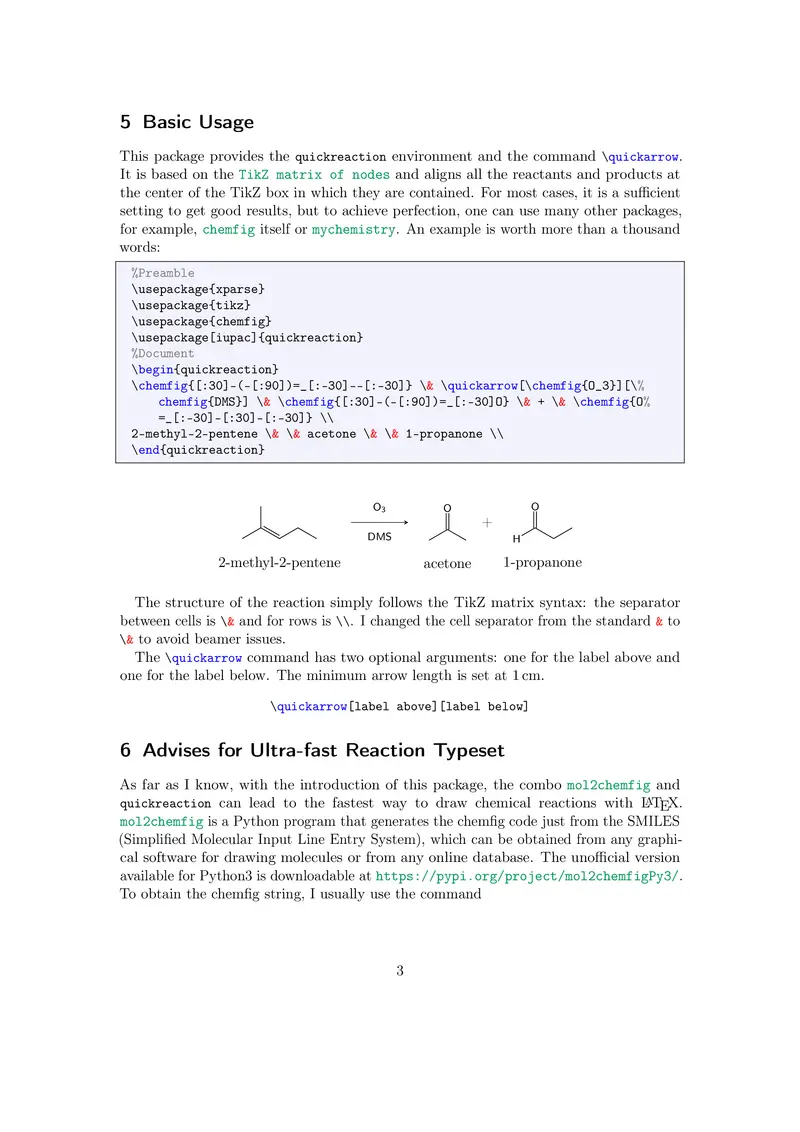 5 Basic Usage
This package provides the quickreaction environment and the command \quickarrow.
It is based on the TikZ matrix of nodes and aligns all the reactants and products at
the center of the TikZ box in which they are contained. For most cases, it is a sufficient
setting to get good results, but to achieve perfection, one can use many other packages,
for example, chemfig itself or mychemistry. An example is worth more than a thousand
words:
%Preamble
\usepackage{xparse}
\usepackage{tikz}
\usepackage{chemfig}
\usepackage[iupac]{quickreaction}
%Document
\begin{quickreaction}
\chemfig{[:30]-(-[:90])=_[:-30]--[:-30]} \& \quickarrow[\chemfig{O_3}][\%
chemfig{DMS}] \& \chemfig{[:30]-(-[:90])=_[:-30]O} \& + \& \chemfig{O%
=_[:-30]-[:30]-[:-30]} \\
2-methyl-2-pentene \& \& acetone \& \& 1-propanone \\
\end{quickreaction}
O3 O O
+
DMS H
2-methyl-2-pentene acetone 1-propanone
The structure of the reaction simply follows the TikZ matrix syntax: the separator
between cells is \& and for rows is \\. I changed the cell separator from the standard & to
\& to avoid beamer issues.
The \quickarrow command has two optional arguments: one for the label above and
one for the label below. The minimum arrow length is set at 1 cm.
\quickarrow[label above][label below]
6 Advises for Ultra-fast Reaction Typeset
As far as I know, with the introduction of this package, the combo mol2chemfig and
quickreaction can lead to the fastest way to draw chemical reactions with LATEX.
mol2chemfig is a Python program that generates the chemfig code just from the SMILES
(Simplified Molecular Input Line Entry System), which can be obtained from any graphi-
cal software for drawing molecules or from any online database. The unofficial version
available for Python3 is downloadable at https://pypi.org/project/mol2chemfigPy3/.
To obtain the chemfig string, I usually use the command
3